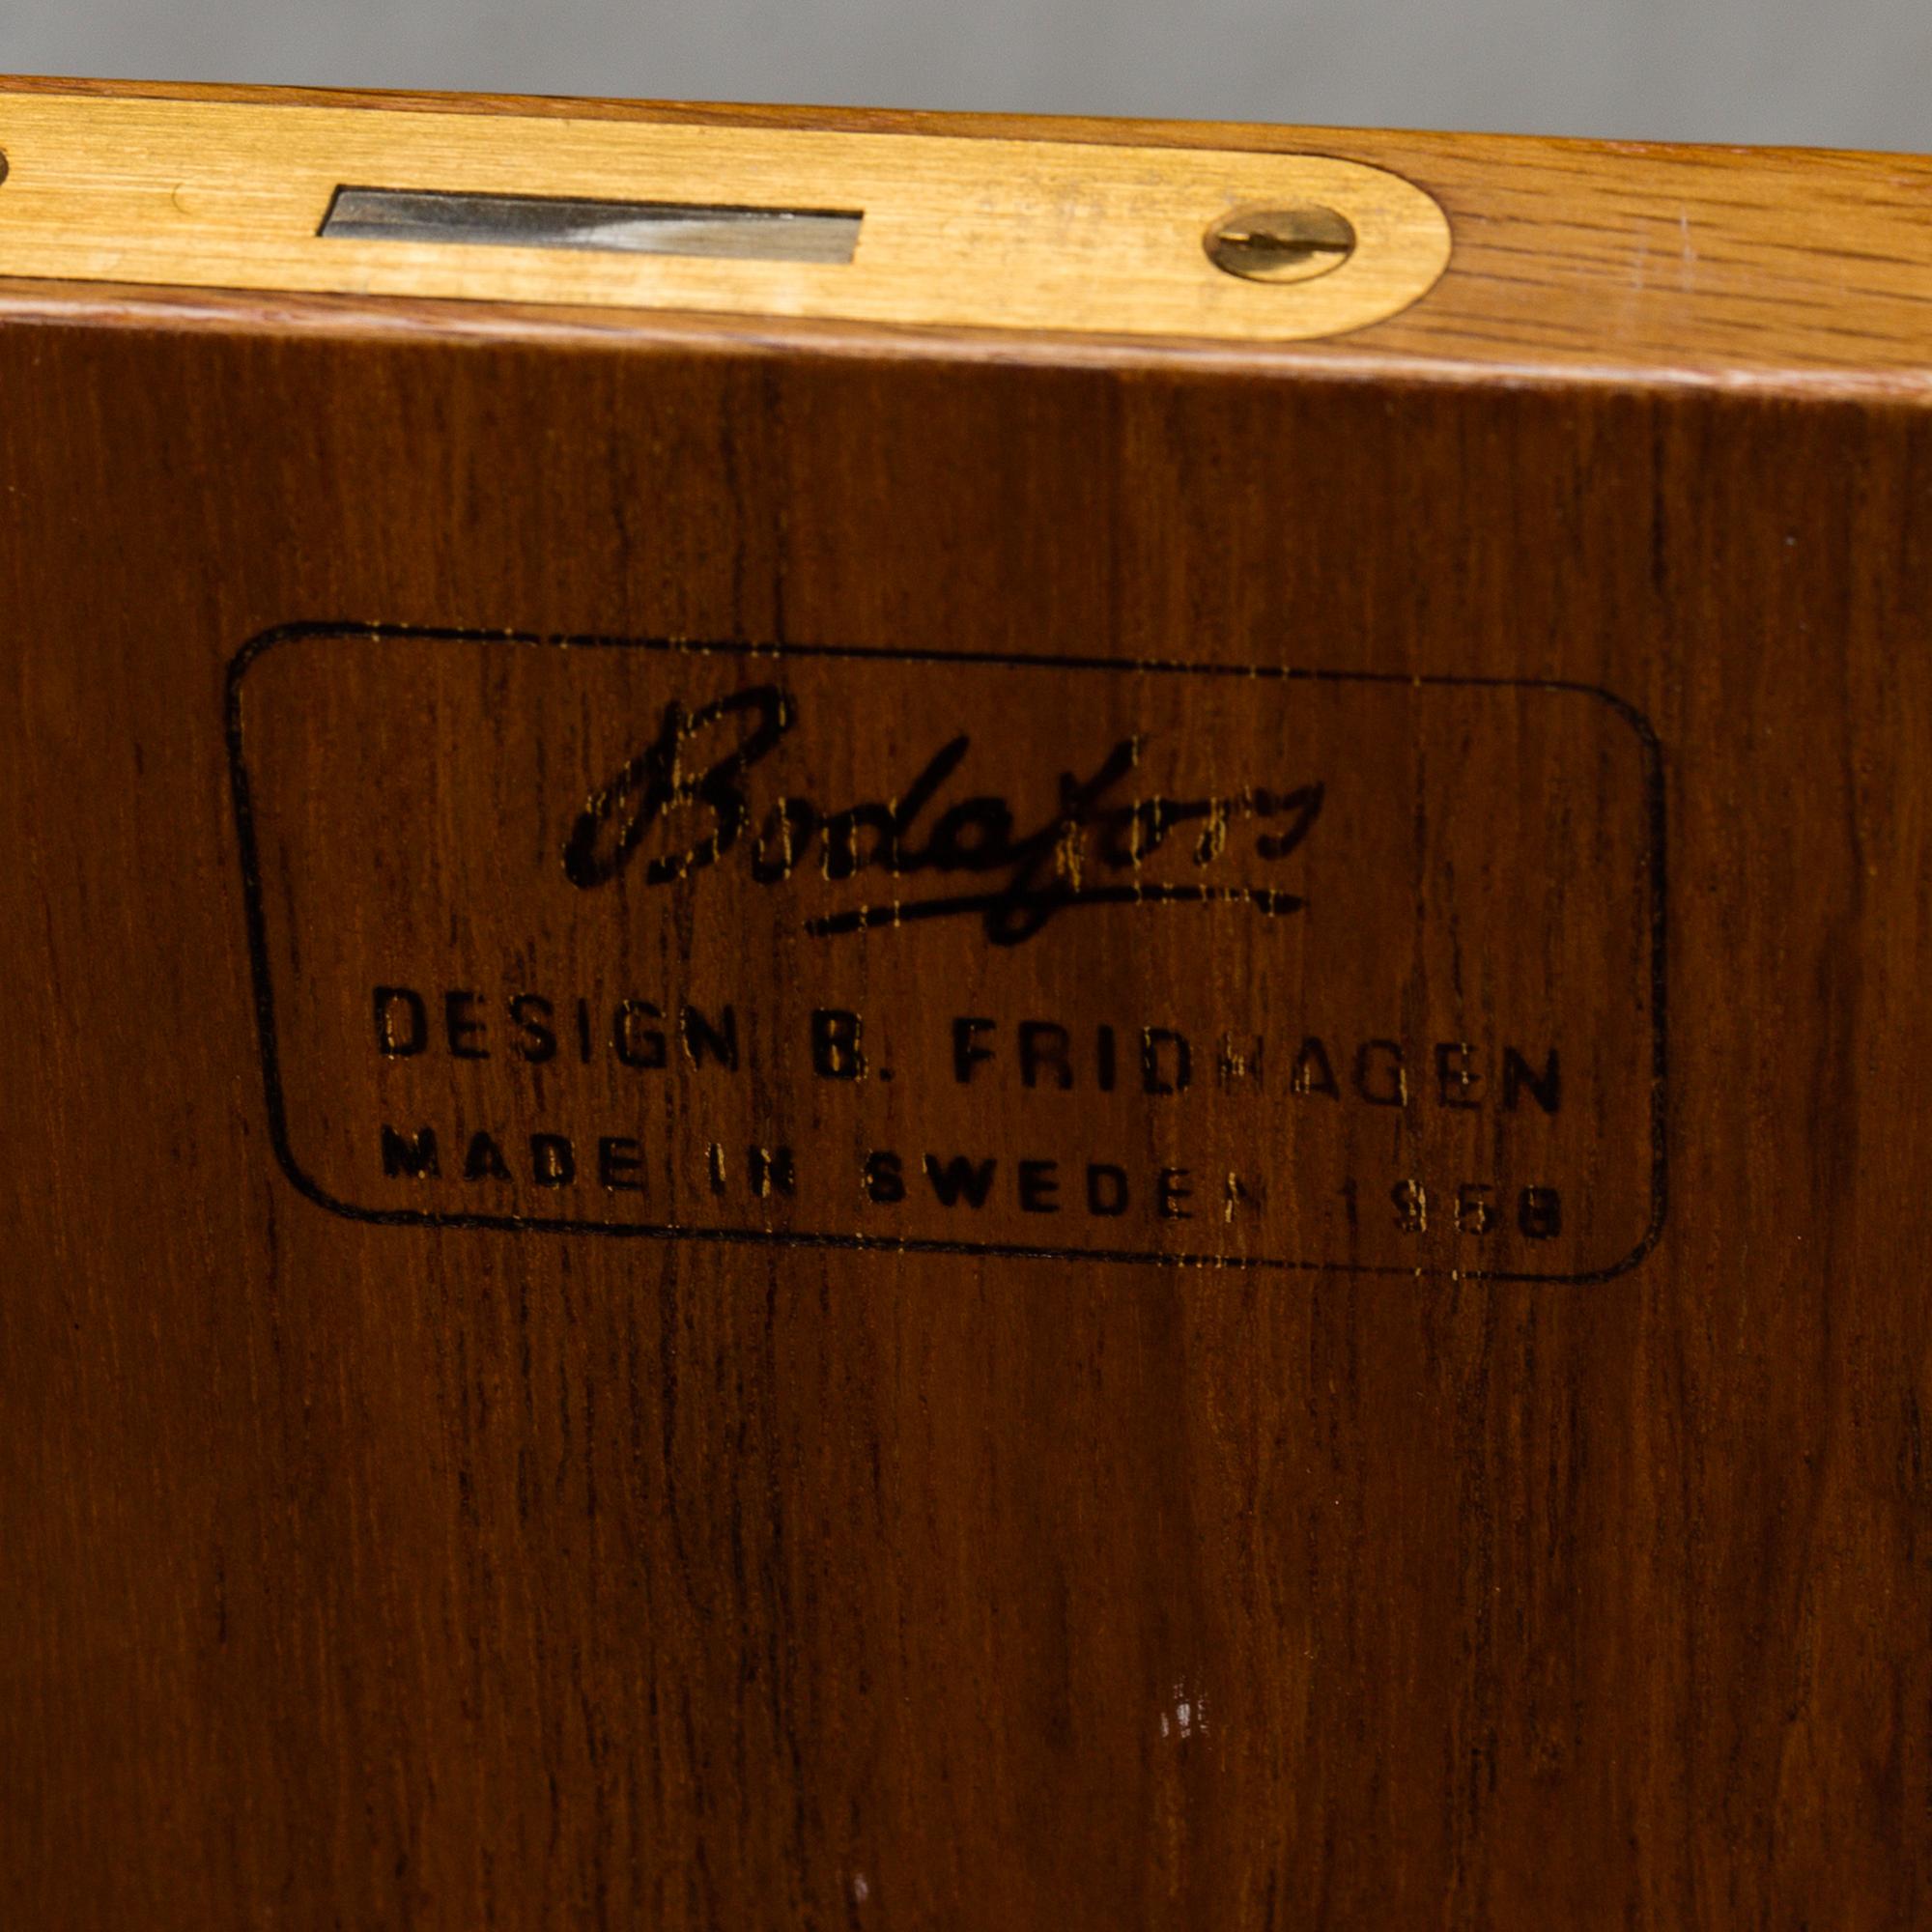 Bodafors
DESIGN B. FRIDHAGEN
MADE IN SWEDEN 1958